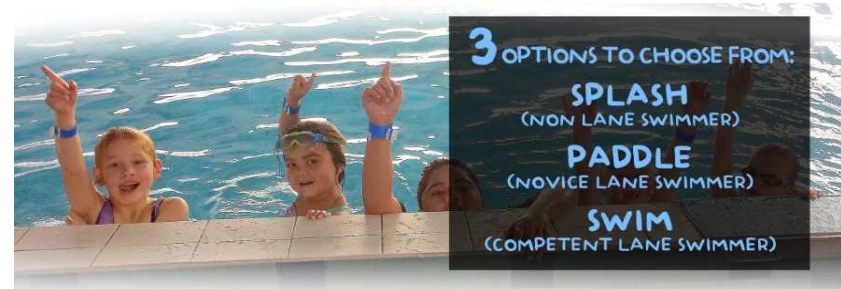 3 OPTIONS TO CHOOSE FROM:
SPLASH
(NON LANE SWIMMER)
PADDLE
(NOVICE LANE SWIMMER)
SWIM
(COMPETENT LANE SWIMMER)